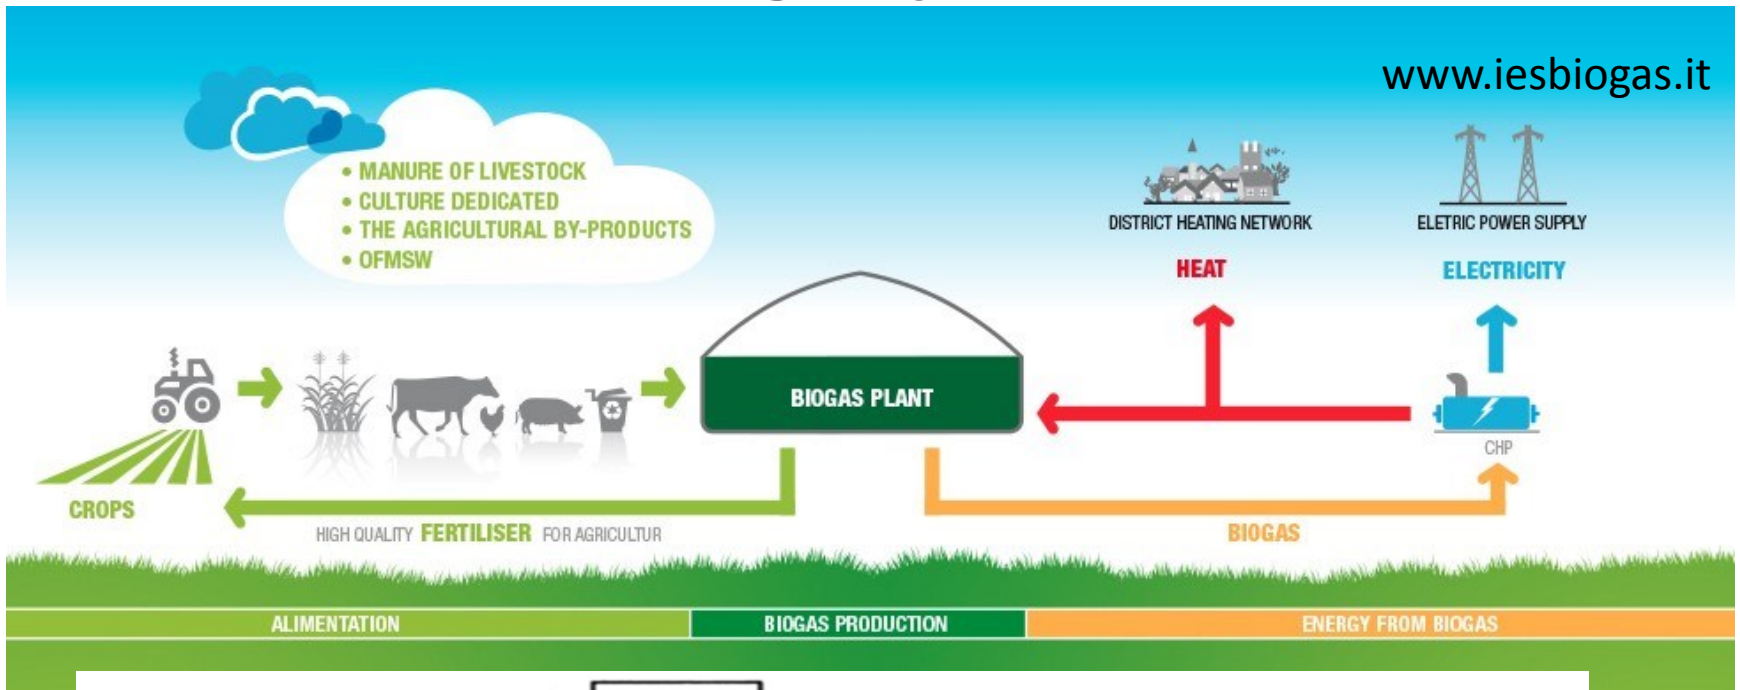 www.iesbiogas.it
• MANURE OF LIVESTOCK
• CULTURE DEDICATED
• THE AGRICULTURAL BY-PRODUCTS
• OFMSW
DISTRICT HEATING NETWORK
ELETRIC POWER SUPPLY
HEAT
ELECTRICITY
BIOGAS PLANT
CHP
CROPS
HIGH QUALITY FERTILISER FOR AGRICULTUR
BIOGAS
ALIMENTATION
BIOGAS PRODUCTION
ENERGY FROM BIOGAS